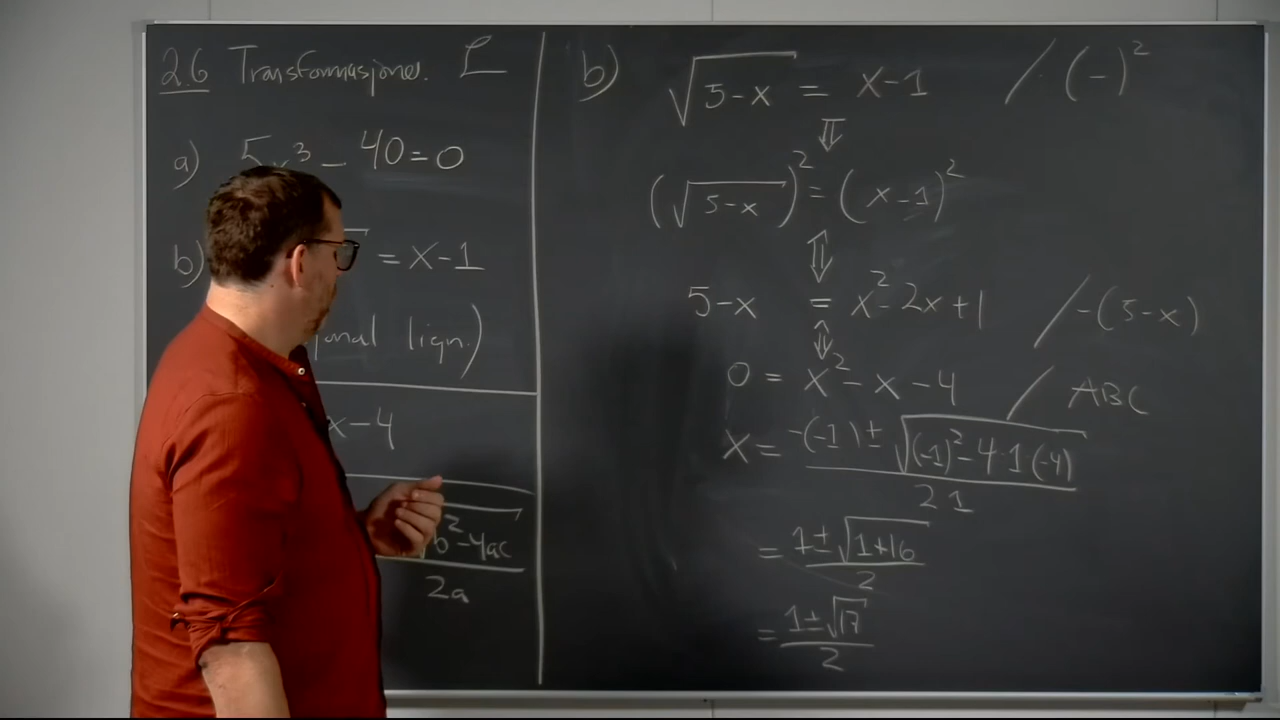 2.6 Transformasjoner. L
a) 5x³ - 40 = 0
b) = x-1
lign.)
x-4
b²-4ac
2a
b) √(5-x) = x-1 / (-)²
⇓
(√(5-x))² = (x-1)²
⇕
5-x = x²-2x+1 / -(5-x)
⇕
0 = x²-x-4 / ABC
x = (-(-1) ± √((-1)²-4·1(-4))) / (2 1)
= (1±√(1+16)) / 2
= (1±√17) / 2